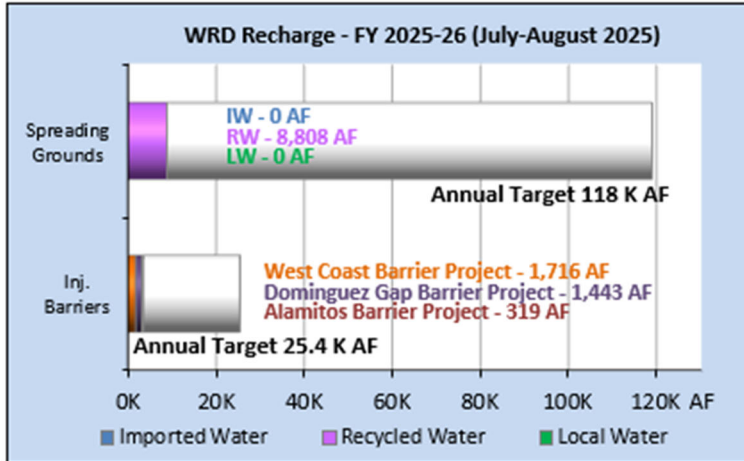 WRD Recharge - FY 2025-26 (July-August 2025)
Spreading
Grounds
IW - 0 AF
RW - 8,808 AF
LW - 0 AF
Annual Target 118 K AF
Inj.
Barriers
West Coast Barrier Project - 1,716 AF
Dominguez Gap Barrier Project - 1,443 AF
Alamitos Barrier Project - 319 AF
Annual Target 25.4 K AF
0K 20K 40K 60K 80K 100K 120K AF
Imported Water Recycled Water Local Water